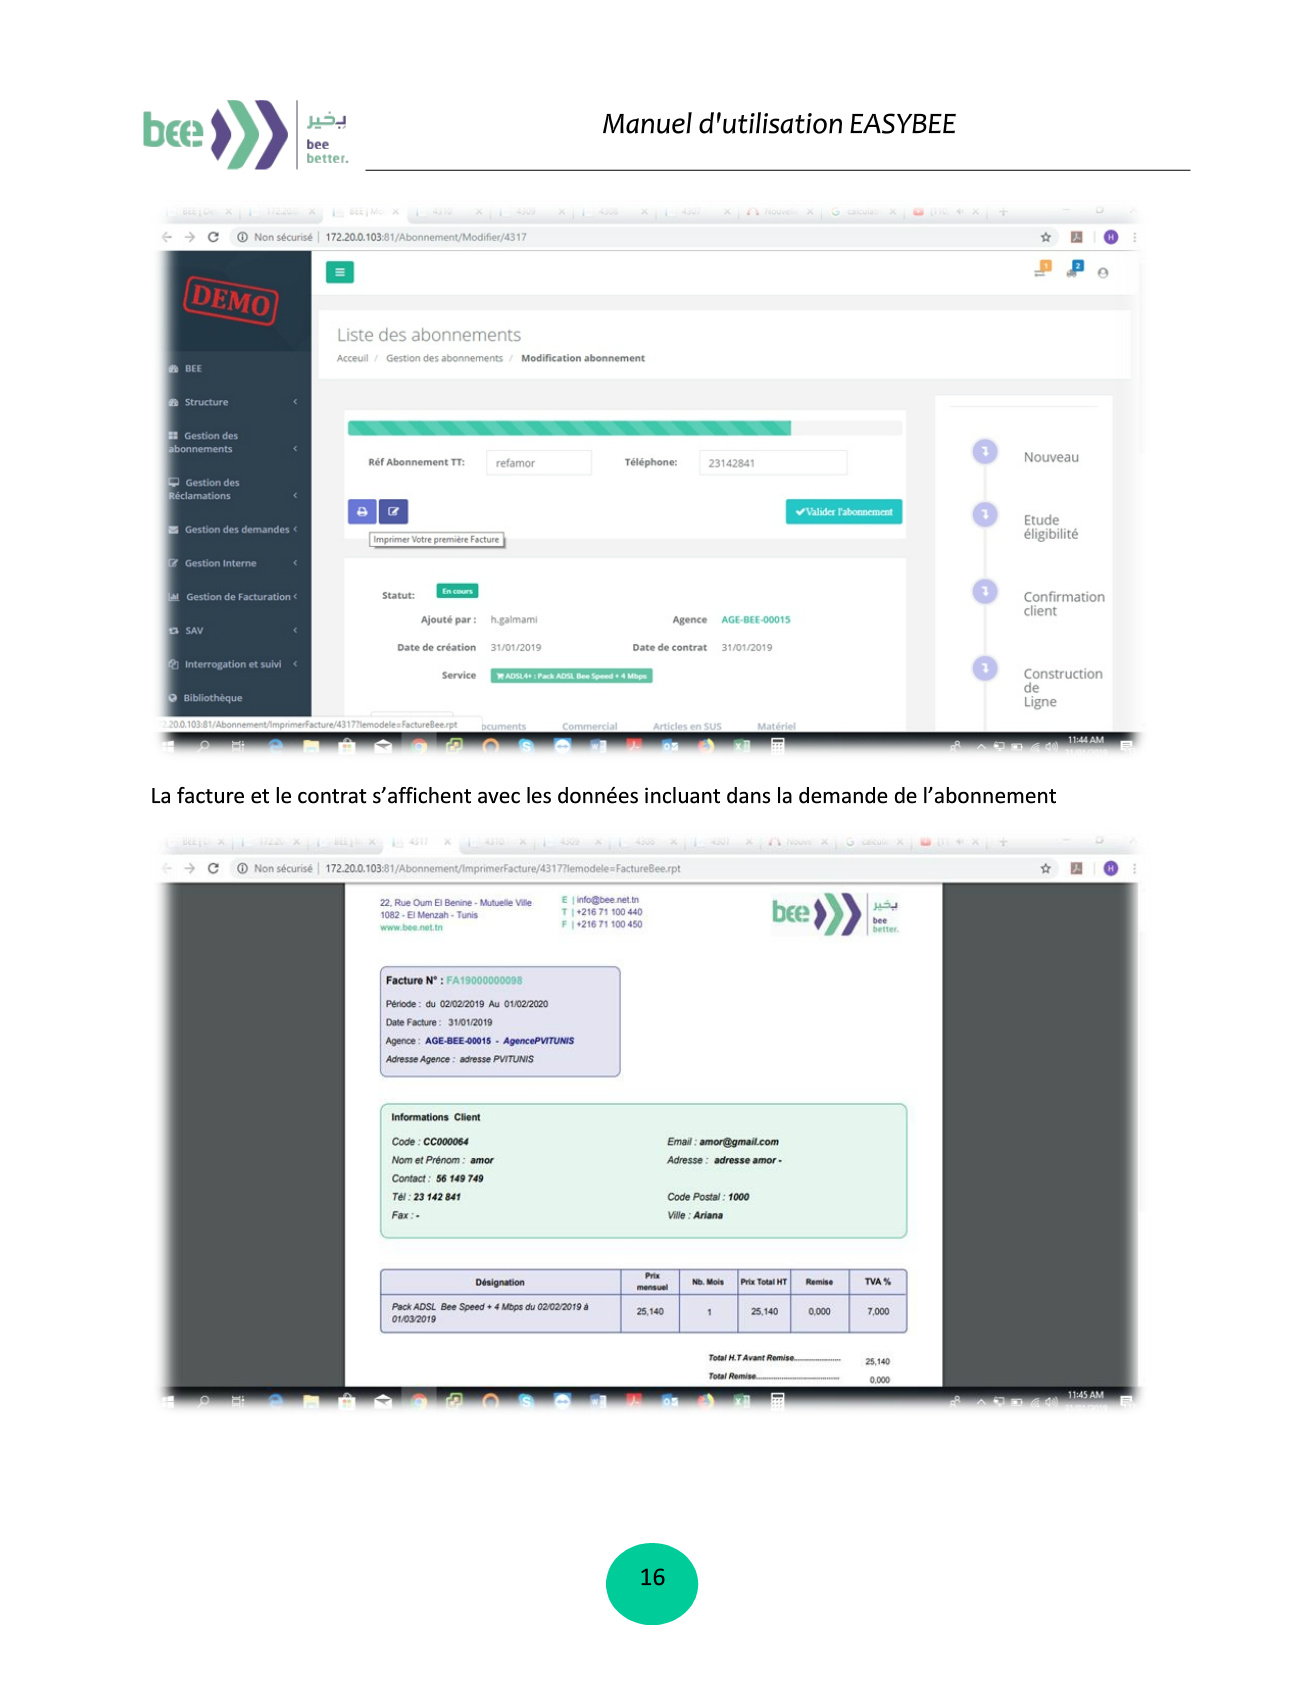 bee
بخير
bee
better.
Manuel d'utilisation EASYBEE
Non sécurisé | 172.20.0.103:81/Abonnement/Modifier/4317
H
DEMO
1
2
Liste des abonnements
Acceuil / Gestion des abonnements / Modification abonnement
BEE
Structure
Gestion des
abonnements
Gestion des
Réclamations
Gestion des demandes
Gestion Interne
Gestion de Facturation
SAV
Interrogation et suivi
Bibliothèque
Réf Abonnement TT: refamor Téléphone: 23142841
Valider l'abonnement
Imprimer Votre première Facture
Statut: En cours
Ajouté par : h.galmami Agence AGE-BEE-00015
Date de création 31/01/2019 Date de contrat 31/01/2019
Service ADSL4+ : Pack ADSL Bee Speed + 4 Mbps
Nouveau
Etude
éligibilité
Confirmation
client
Construction
de
Ligne
2.20.0.103:81/Abonnement/ImprimerFacture/4317?lemodele=FactureBee.rpt
ocuments Commercial Articles en SUS Matériel
11:44 AM
La facture et le contrat s’affichent avec les données incluant dans la demande de l’abonnement
Non sécurisé | 172.20.0.103:81/Abonnement/ImprimerFacture/4317?lemodele=FactureBee.rpt
H
22, Rue Oum El Benine - Mutuelle Ville
1082 - El Menzah - Tunis
www.bee.net.tn
E | info@bee.net.tn
T | +216 71 100 440
F | +216 71 100 450
bee
بخير
bee
better.
Facture N° : FA19000000098
Période : du 02/02/2019 Au 01/02/2020
Date Facture : 31/01/2019
Agence : AGE-BEE-00015 - AgencePVITUNIS
Adresse Agence : adresse PVITUNIS
Informations Client
Code : CC000064 Email : amor@gmail.com
Nom et Prénom : amor Adresse : adresse amor -
Contact : 56 149 749
Tél : 23 142 841 Code Postal : 1000
Fax : - Ville : Ariana
Désignation Prix mensuel Nb. Mois Prix Total HT Remise TVA %
Pack ADSL Bee Speed + 4 Mbps du 02/02/2019 à 25,140 1 25,140 0,000 7,000
01/03/2019
Total H.T Avant Remise.................... 25,140
Total Remise.................................... 0,000
11:45 AM
16